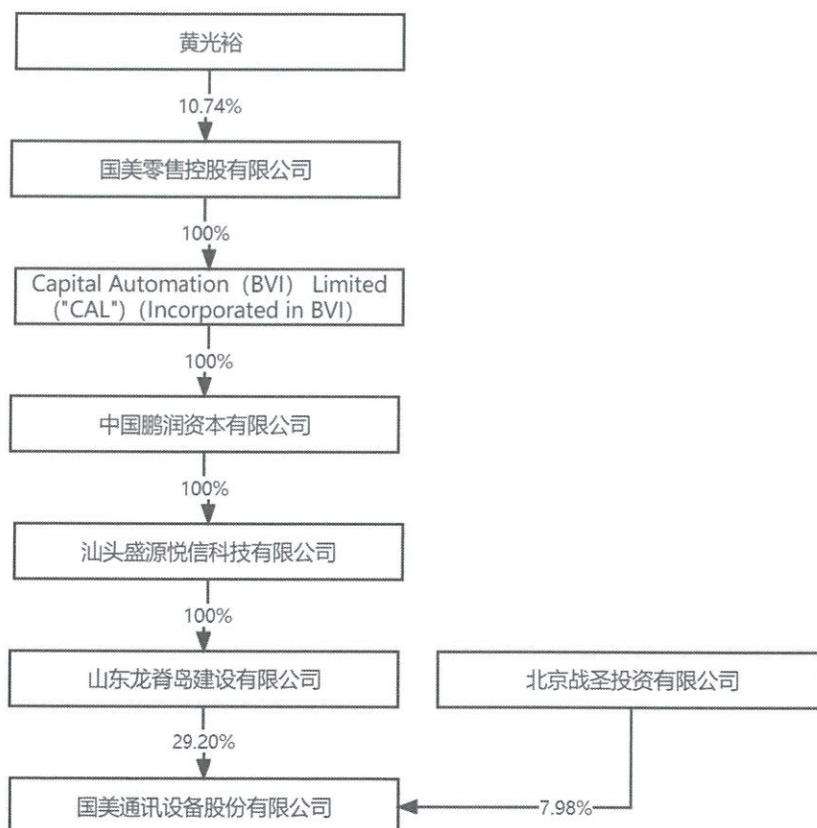 黄光裕
10.74%
国美零售控股有限公司
100%
Capital Automation（BVI） Limited
("CAL")（Incorporated in BVI）
100%
中国鹏润资本有限公司
100%
汕头盛源悦信科技有限公司
100%
山东龙脊岛建设有限公司
北京战圣投资有限公司
29.20%
国美通讯设备股份有限公司
7.98%